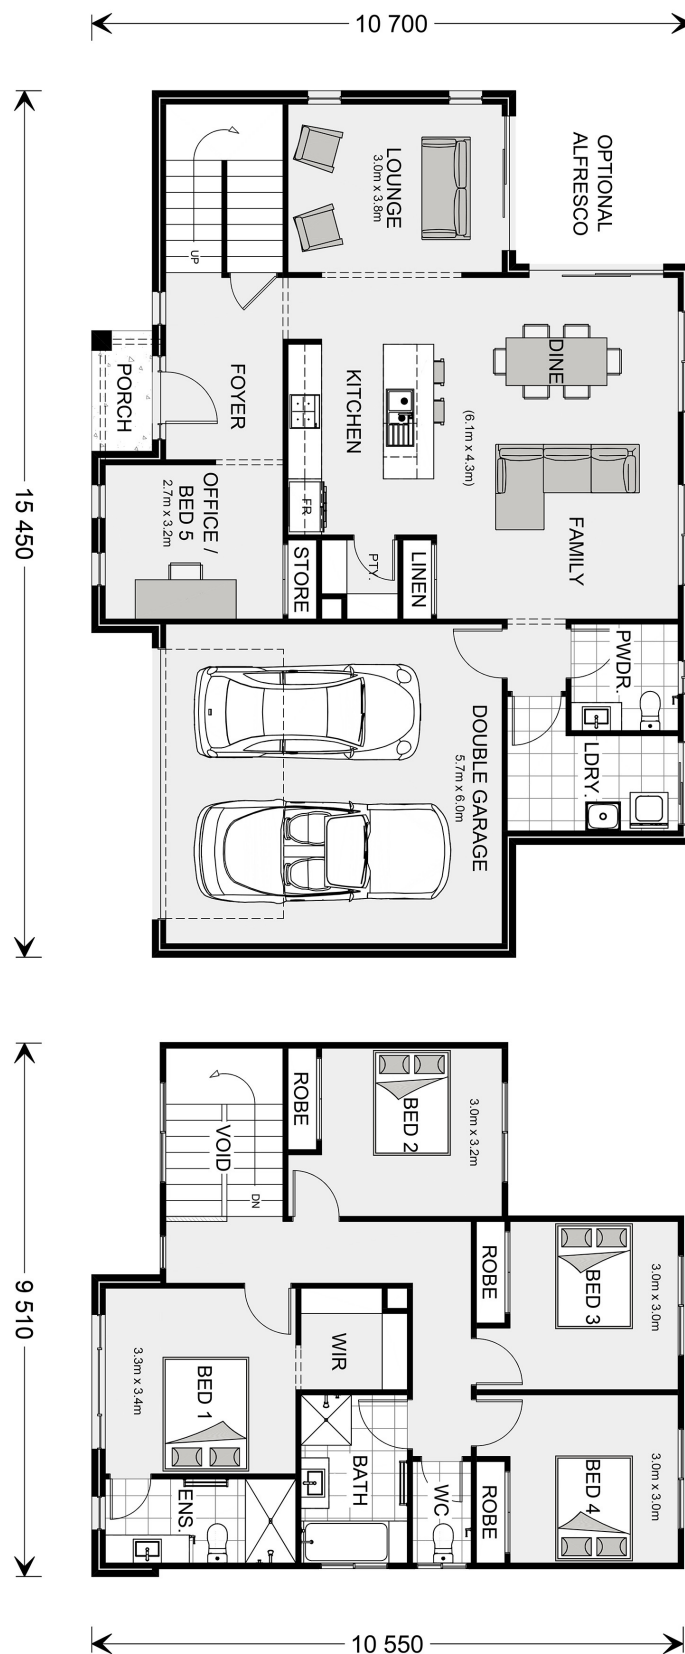 10 700
OPTIONAL
ALFRESCO
LOUNGE
3.0m x 3.8m
UP
DINE
PORCH
FOYER
KITCHEN
(6.1m x 4.3m)
15 450
OFFICE /
BED 5
2.7m x 3.2m
FR
FAMILY
STORE
PTY.
LINEN
PWDR.
LDRY.
DOUBLE GARAGE
5.7m x 6.0m
ROBE
BED 2
3.0m x 3.2m
VOID
DN
9 510
ROBE
BED 3
3.0m x 3.0m
WIR
BED 1
3.3m x 3.4m
BATH
ENS.
WC
ROBE
BED 4
3.0m x 3.0m
10 550